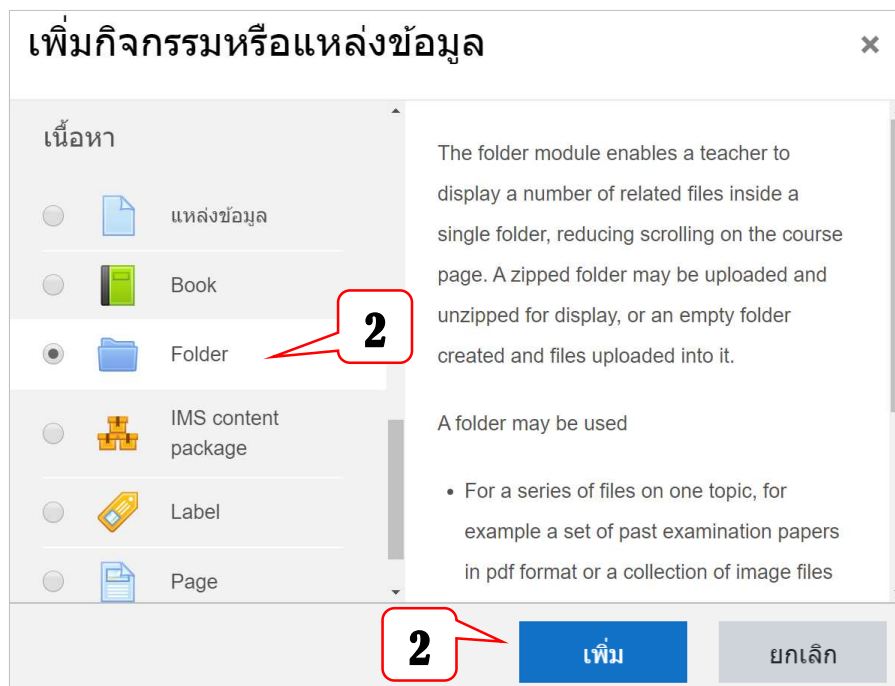 เพิ่มกิจกรรมหรือแหล่งข้อมูล
×
เนื้อหา
แหล่งข้อมูล
Book
2
Folder
IMS content
package
Label
Page
The folder module enables a teacher to
display a number of related files inside a
single folder, reducing scrolling on the course
page. A zipped folder may be uploaded and
unzipped for display, or an empty folder
created and files uploaded into it.
A folder may be used
• For a series of files on one topic, for
example a set of past examination papers
in pdf format or a collection of image files
2
เพิ่ม
ยกเลิก